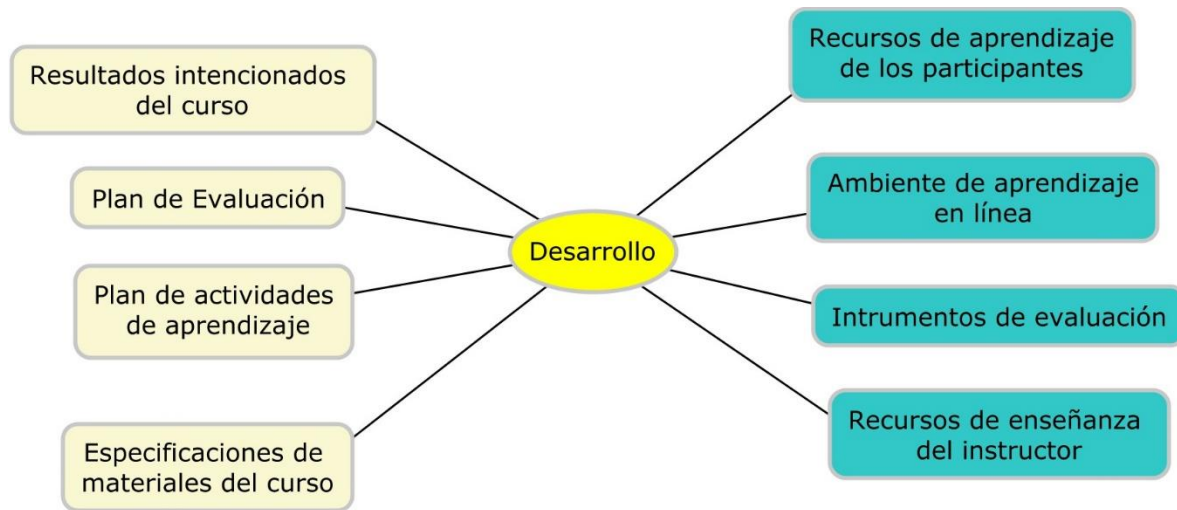 Resultados intencionados
del curso
Plan de Evaluación
Plan de actividades
de aprendizaje
Especificaciones de
materiales del curso
Desarrollo
Recursos de aprendizaje
de los participantes
Ambiente de aprendizaje
en línea
Intrumentos de evaluación
Recursos de enseñanza
del instructor